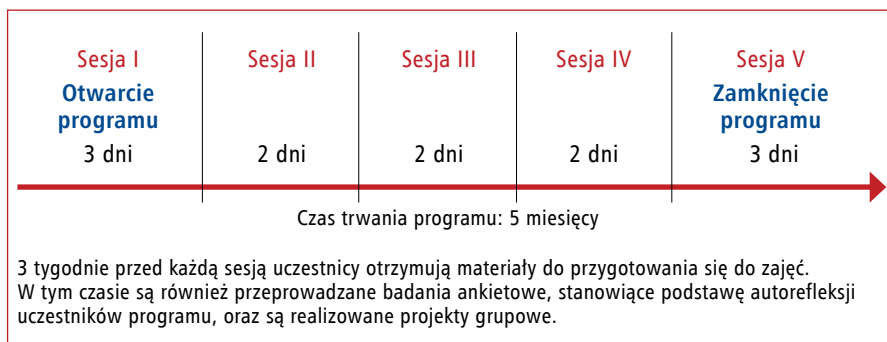 Sesja I
Otwarcie
programu
3 dni
Sesja II
2 dni
Sesja III
2 dni
Sesja IV
2 dni
Sesja V
Zamknięcie
programu
3 dni
Czas trwania programu: 5 miesięcy
3 tygodnie przed każdą sesją uczestnicy otrzymują materiały do przygotowania się do zajęć.
W tym czasie są również przeprowadzane badania ankietowe, stanowiące podstawę autorefleksji
uczestników programu, oraz są realizowane projekty grupowe.